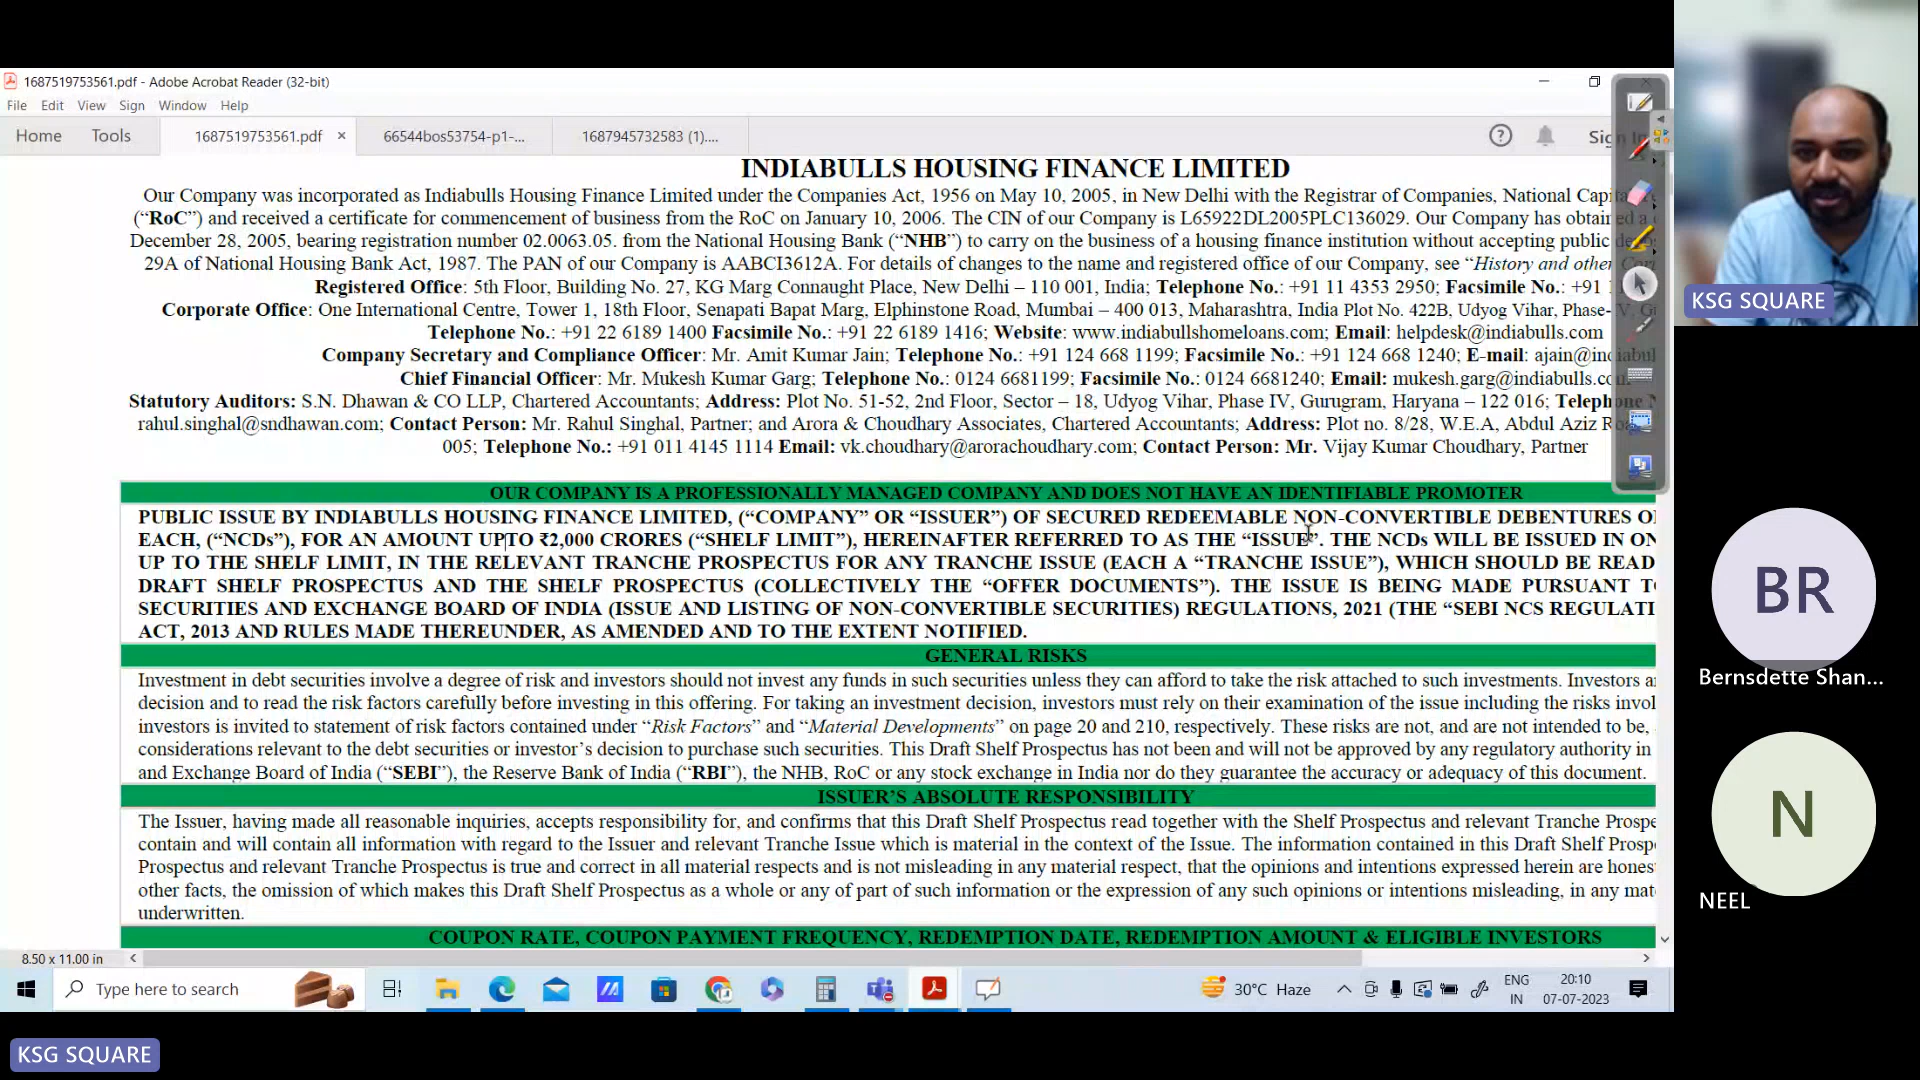 1687519753561.pdf - Adobe Acrobat Reader (32-bit)
File Edit View Sign Window Help
Home Tools 1687519753561.pdf × 66544bos53754-p1-... 1687945732583 (1).... Sign In
INDIABULLS HOUSING FINANCE LIMITED
Our Company was incorporated as Indiabulls Housing Finance Limited under the Companies Act, 1956 on May 10, 2005, in New Delhi with the Registrar of Companies, National
(“RoC”) and received a certificate for commencement of business from the RoC on January 10, 2006. The CIN of our Company is L65922DL2005PLC136029. Our Company has obtained a
December 28, 2005, bearing registration number 02.0063.05. from the National Housing Bank (“NHB”) to carry on the business of a housing finance institution without accepting public
29A of National Housing Bank Act, 1987. The PAN of our Company is AABCI3612A. For details of changes to the name and registered office of our Company, see “History and other
Registered Office: 5th Floor, Building No. 27, KG Marg Connaught Place, New Delhi – 110 001, India; Telephone No.: +91 11 4353 2950; Facsimile No.: +91
Corporate Office: One International Centre, Tower 1, 18th Floor, Senapati Bapat Marg, Elphinstone Road, Mumbai – 400 013, Maharashtra, India Plot No. 422B, Udyog Vihar, Phase-
Telephone No.: +91 22 6189 1400 Facsimile No.: +91 22 6189 1416; Website: www.indiabullshomeloans.com; Email: helpdesk@indiabulls.com
Company Secretary and Compliance Officer: Mr. Amit Kumar Jain; Telephone No.: +91 124 668 1199; Facsimile No.: +91 124 668 1240; E-mail: ajain@indiabul
Chief Financial Officer: Mr. Mukesh Kumar Garg; Telephone No.: 0124 6681199; Facsimile No.: 0124 6681240; Email: mukesh.garg@indiabulls.com
Statutory Auditors: S.N. Dhawan & CO LLP, Chartered Accountants; Address: Plot No. 51-52, 2nd Floor, Sector – 18, Udyog Vihar, Phase IV, Gurugram, Haryana – 122 016; Telephone
rahul.singhal@sndhawan.com; Contact Person: Mr. Rahul Singhal, Partner; and Arora & Choudhary Associates, Chartered Accountants; Address: Plot no. 8/28, W.E.A, Abdul Aziz
005; Telephone No.: +91 011 4145 1114 Email: vk.choudhary@arorachoudhary.com; Contact Person: Mr. Vijay Kumar Choudhary, Partner
OUR COMPANY IS A PROFESSIONALLY MANAGED COMPANY AND DOES NOT HAVE AN IDENTIFIABLE PROMOTER
PUBLIC ISSUE BY INDIABULLS HOUSING FINANCE LIMITED, (“COMPANY” OR “ISSUER”) OF SECURED REDEEMABLE NON-CONVERTIBLE DEBENTURES
EACH, (“NCDs”), FOR AN AMOUNT UPTO ₹2,000 CRORES (“SHELF LIMIT”), HEREINAFTER REFERRED TO AS THE “ISSUE”. THE NCDs WILL BE ISSUED IN ON
UP TO THE SHELF LIMIT, IN THE RELEVANT TRANCHE PROSPECTUS FOR ANY TRANCHE ISSUE (EACH A “TRANCHE ISSUE”), WHICH SHOULD BE READ
DRAFT SHELF PROSPECTUS AND THE SHELF PROSPECTUS (COLLECTIVELY THE “OFFER DOCUMENTS”). THE ISSUE IS BEING MADE PURSUANT TO
SECURITIES AND EXCHANGE BOARD OF INDIA (ISSUE AND LISTING OF NON-CONVERTIBLE SECURITIES) REGULATIONS, 2021 (THE “SEBI NCS REGULATI
ACT, 2013 AND RULES MADE THEREUNDER, AS AMENDED AND TO THE EXTENT NOTIFIED.
GENERAL RISKS
Investment in debt securities involve a degree of risk and investors should not invest any funds in such securities unless they can afford to take the risk attached to such investments. Investors
decision and to read the risk factors carefully before investing in this offering. For taking an investment decision, investors must rely on their examination of the issue including the risks invol
investors is invited to statement of risk factors contained under “Risk Factors” and “Material Developments” on page 20 and 210, respectively. These risks are not, and are not intended to be,
considerations relevant to the debt securities or investor’s decision to purchase such securities. This Draft Shelf Prospectus has not been and will not be approved by any regulatory authority in
and Exchange Board of India (“SEBI”), the Reserve Bank of India (“RBI”), the NHB, RoC or any stock exchange in India nor do they guarantee the accuracy or adequacy of this document.
ISSUER’S ABSOLUTE RESPONSIBILITY
The Issuer, having made all reasonable inquiries, accepts responsibility for, and confirms that this Draft Shelf Prospectus read together with the Shelf Prospectus and relevant Tranche Prospe
contain and will contain all information with regard to the Issuer and relevant Tranche Issue which is material in the context of the Issue. The information contained in this Draft Shelf Prosp
Prospectus and relevant Tranche Prospectus is true and correct in all material respects and is not misleading in any material respect, that the opinions and intentions expressed herein are hones
other facts, the omission of which makes this Draft Shelf Prospectus as a whole or any of part of such information or the expression of any such opinions or intentions misleading, in any mat
underwritten.
COUPON RATE, COUPON PAYMENT FREQUENCY, REDEMPTION DATE, REDEMPTION AMOUNT & ELIGIBLE INVESTORS
8.50 x 11.00 in
Type here to search
30°C Haze
ENG
IN
20:10
07-07-2023
KSG SQUARE
BR
Bernsdette Shan...
N
NEEL
KSG SQUARE